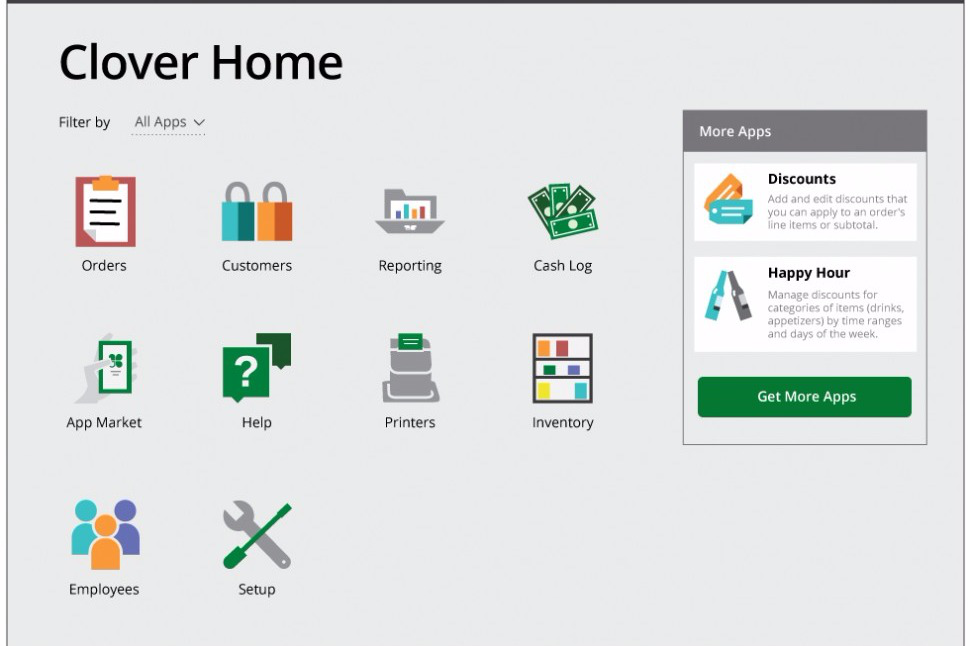 Clover Home
Filter by All Apps
Orders
Customers
Reporting
Cash Log
App Market
Help
Printers
Inventory
Employees
Setup
More Apps
Discounts
Add and edit discounts that
you can apply to an order's
line items or subtotal.
Happy Hour
Manage discounts for
categories of items (drinks,
appetizers) by time ranges
and days of the week.
Get More Apps
?